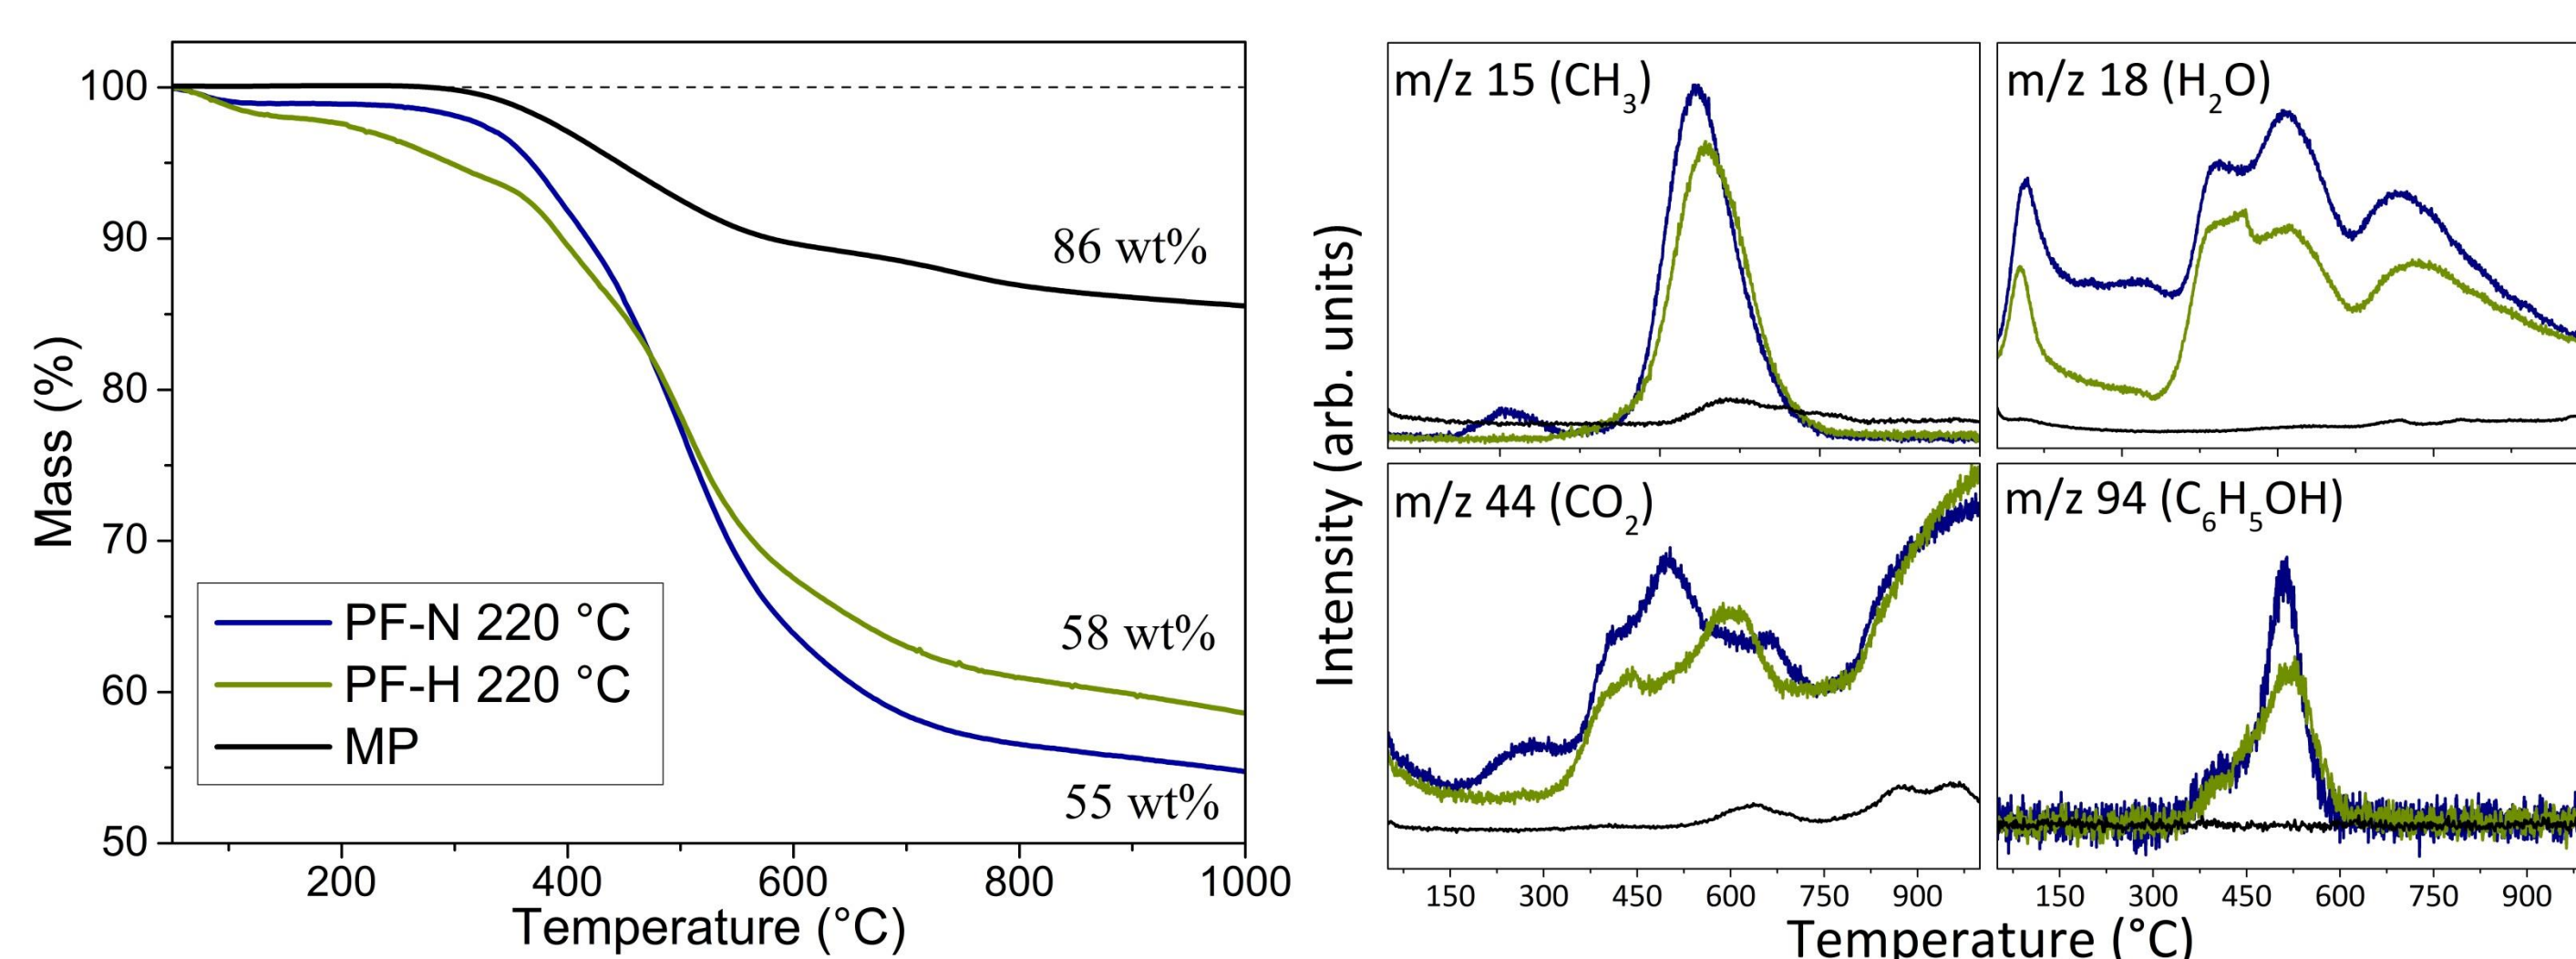 Mass (%)
100
90
80
70
60
50
86 wt%
58 wt%
55 wt%
PF-N 220 °C
PF-H 220 °C
MP
200 400 600 800 1000
Temperature (°C)
Intensity (arb. units)
m/z 15 (CH3)
m/z 18 (H2O)
m/z 44 (CO2)
m/z 94 (C6H5OH)
150 300 450 600 750 900
150 300 450 600 750 900
Temperature (°C)